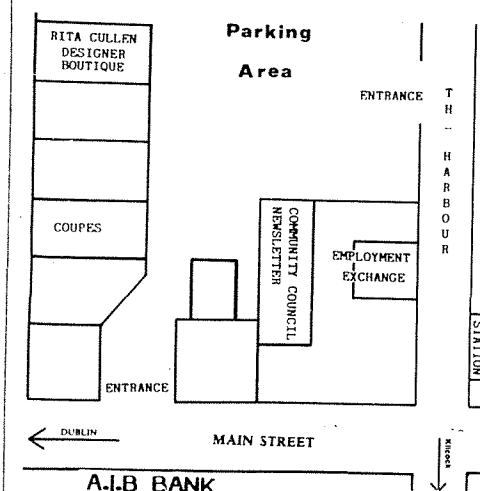 RITA CULLEN
DESIGNER
BOUTIQUE
Parking
Area
ENTRANCE
TH- HARBOUR
COUPES
COMMUNITY COUNCIL
NEWSLETTER
EMPLOYMENT
EXCHANGE
STATION
ENTRANCE
DUBLIN
MAIN STREET
Kilcock
A.I.B BANK